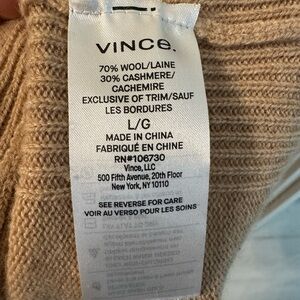 VINCE.
70% WOOL/LAINE
30% CASHMERE/
CACHEMIRE
EXCLUSIVE OF TRIM/SAUF
LES BORDURES
L/G
MADE IN CHINA
FABRIQUÉ EN CHINE
RN#106730
Vince, LLC
500 Fifth Avenue, 20th Floor
New York, NY 10110
SEE REVERSE FOR CARE
VOIR AU VERSO POUR LES SOINS